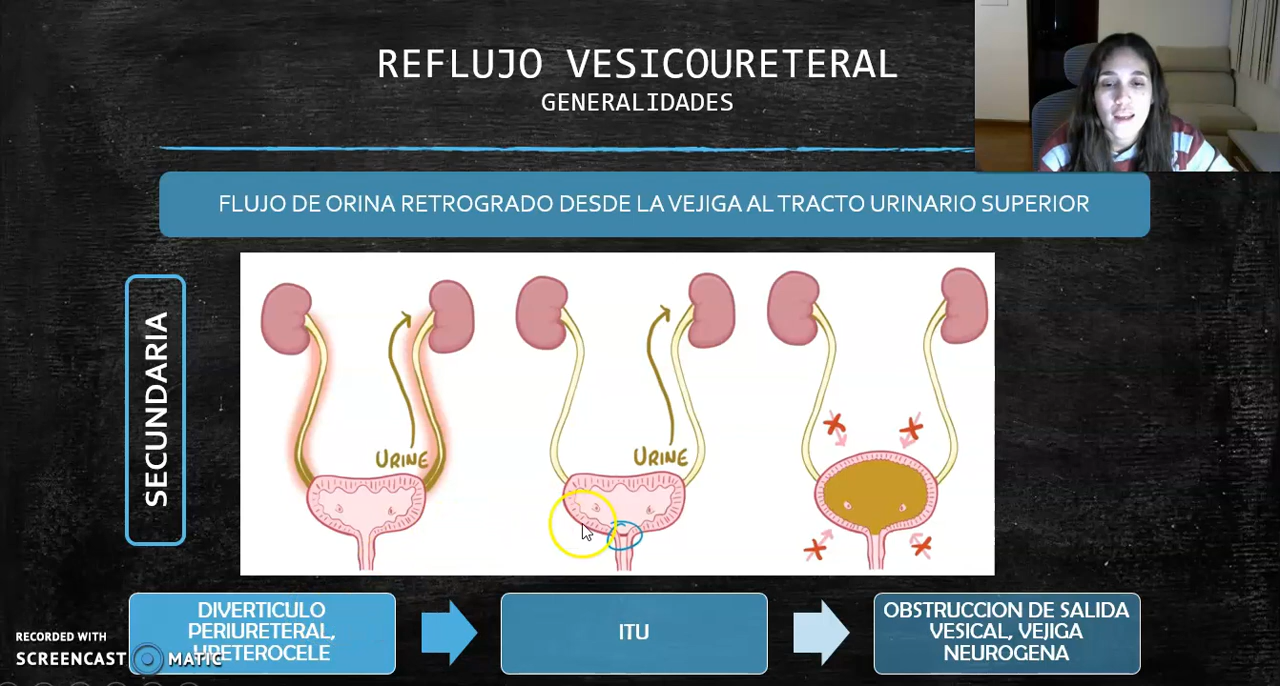 REFLUJO VESICOURETERAL
GENERALIDADES
FLUJO DE ORINA RETROGRADO DESDE LA VEJIGA AL TRACTO URINARIO SUPERIOR
SECUNDARIA
URINE
URINE
DIVERTICULO
PERIURETERAL,
URETEROCELE
ITU
OBSTRUCCION DE SALIDA
VESICAL, VEJIGA
NEUROGENA
RECORDED WITH
SCREENCAST MATIC